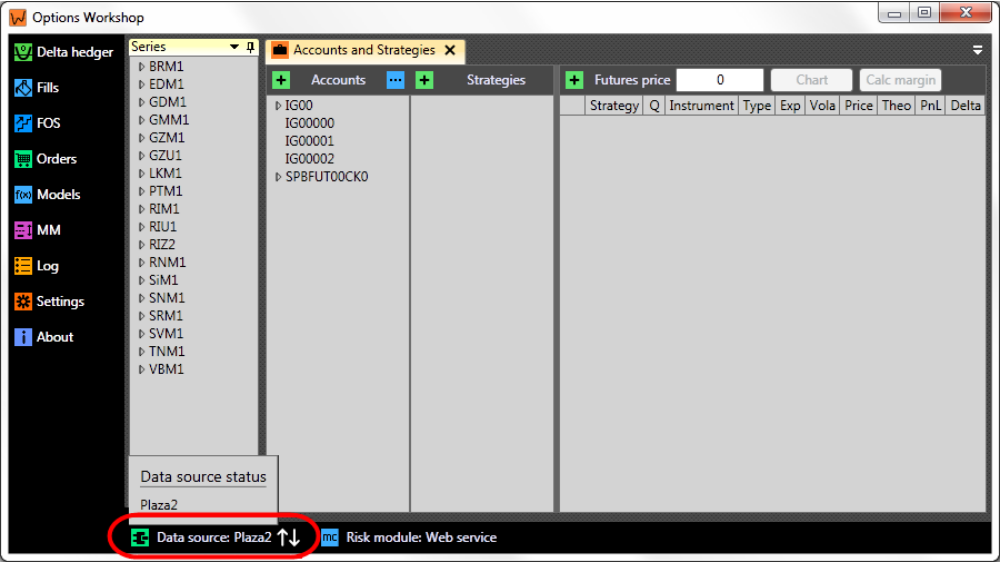 Options Workshop
Delta hedger
Fills
FOS
Orders
f(x) Models
MM
Log
Settings
i About
Series
BRM1
EDM1
GDM1
GMM1
GZM1
GZU1
LKM1
PTM1
RIM1
RIU1
RIZ2
RNM1
SiM1
SNM1
SRM1
SVM1
TNM1
VBM1
Accounts and Strategies
Accounts
Strategies
Futures price 0 Chart Calc margin
IG00
IG00000
IG00001
IG00002
SPBFUT00CK0
Strategy Q Instrument Type Exp Vola Price Theo PnL Delta
Data source status
Plaza2
Data source: Plaza2
mc Risk module: Web service